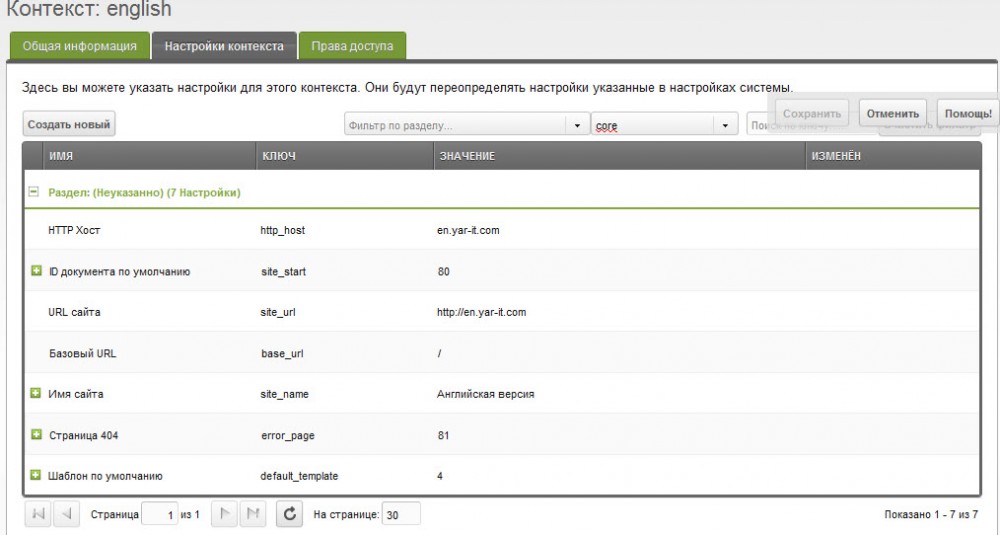 Контекст: english
Общая информация Настройки контекста Права доступа
Здесь вы можете указать настройки для этого контекста. Они будут переопределять настройки указанные в настройках системы.
Сохранить Отменить Помощь!
Создать новый Фильтр по разделу... core
ИМЯ КЛЮЧ ЗНАЧЕНИЕ ИЗМЕНЁН
Раздел: (Неуказанно) (7 Настройки)
HTTP Хост http_host en.yar-it.com
ID документа по умолчанию site_start 80
URL сайта site_url http://en.yar-it.com
Базовый URL base_url /
Имя сайта site_name Английская версия
Страница 404 error_page 81
Шаблон по умолчанию default_template 4
Страница 1 из 1 На странице: 30 Показано 1 - 7 из 7